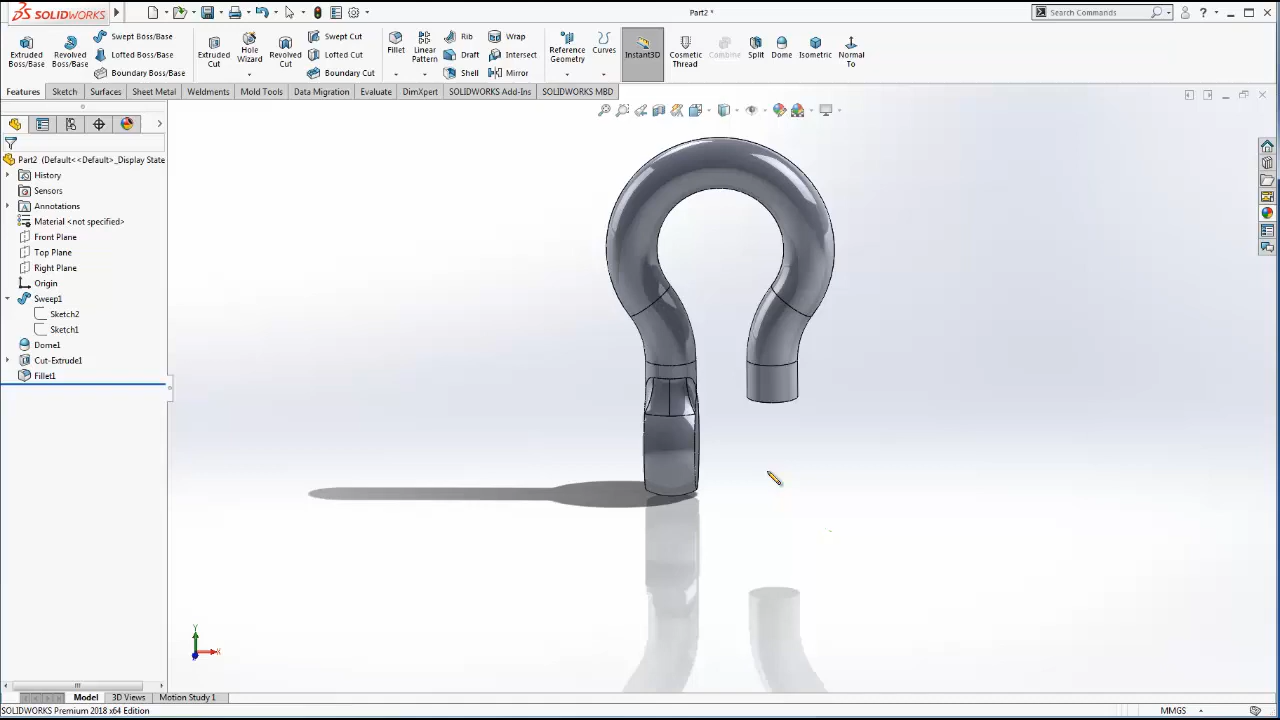 SOLIDWORKS
Part2 *
Search Commands
Extruded Boss/Base
Revolved Boss/Base
Swept Boss/Base
Lofted Boss/Base
Boundary Boss/Base
Extruded Cut
Hole Wizard
Revolved Cut
Swept Cut
Lofted Cut
Boundary Cut
Fillet
Linear Pattern
Rib
Draft
Shell
Wrap
Intersect
Mirror
Reference Geometry
Curves
Instant3D
Cosmetic Thread
Combine
Split
Dome
Isometric
Normal To
Features
Sketch
Surfaces
Sheet Metal
Weldments
Mold Tools
Data Migration
Evaluate
DimXpert
SOLIDWORKS Add-Ins
SOLIDWORKS MBD
Part2 (Default<<Default>_Display State
History
Sensors
Annotations
Material <not specified>
Front Plane
Top Plane
Right Plane
Origin
Sweep1
Sketch2
Sketch1
Dome1
Cut-Extrude1
Fillet1
Y
X
Model
3D Views
Motion Study 1
SOLIDWORKS Premium 2018 x64 Edition
MMGS